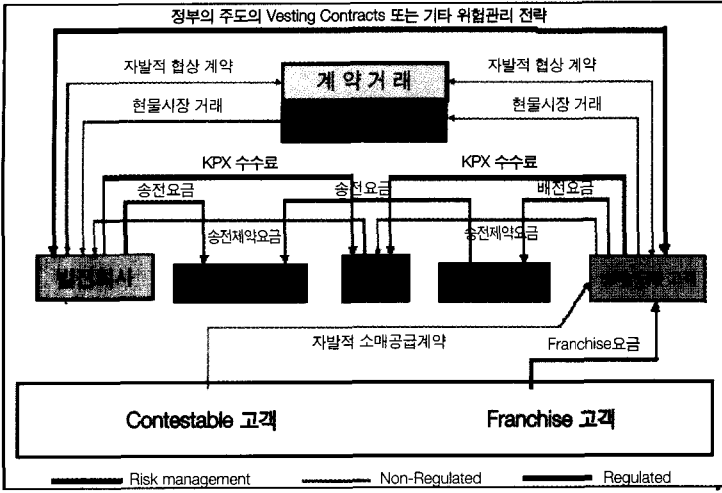 정부의 주도의 Vesting Contracts 또는 기타 위험관리 전략
자발적 협상 계약
계약거래
자발적 협상 계약
현물시장 거래
현물시장 거래
KPX 수수료
KPX 수수료
송전요금
송전요금
배전요금
송전제약요금
송전제약요금
발전회사
자발적 소매공급계약
Franchise요금
Contestable 고객
Franchise 고객
Risk management
Non-Regulated
Regulated